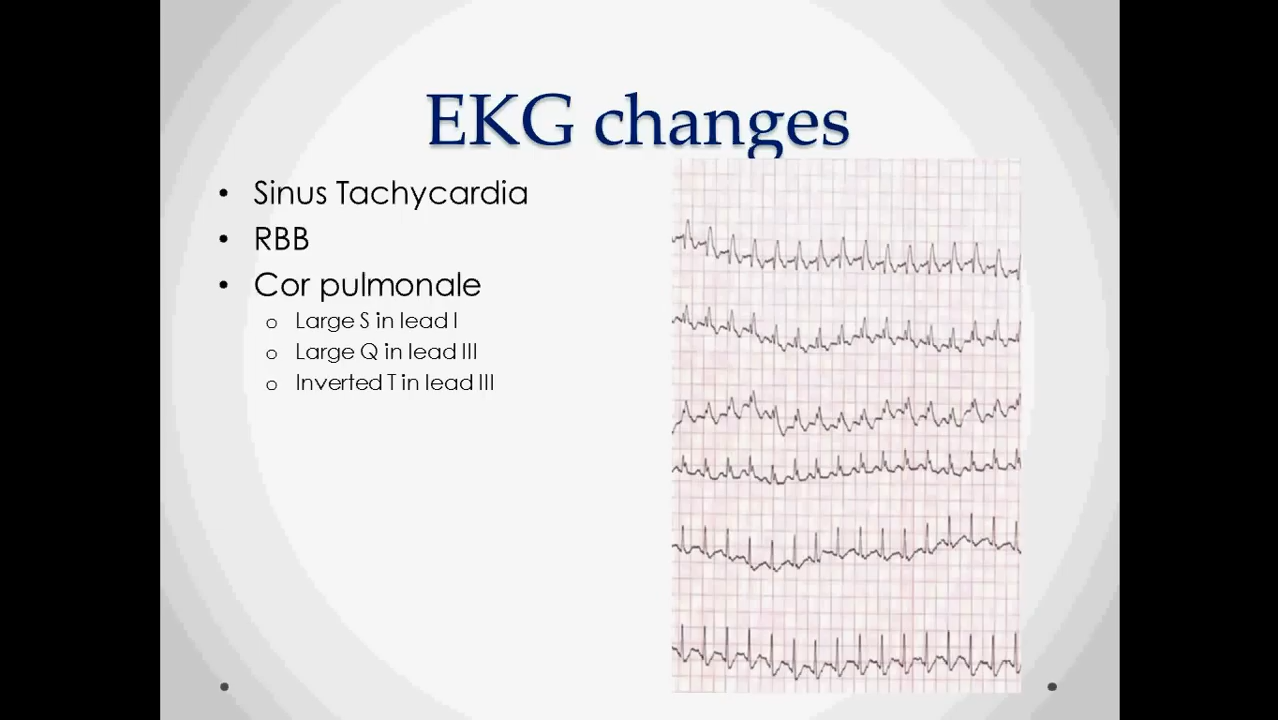 EKG changes
• Sinus Tachycardia
• RBB
• Cor pulmonale
o Large S in lead I
o Large Q in lead III
o Inverted T in lead III